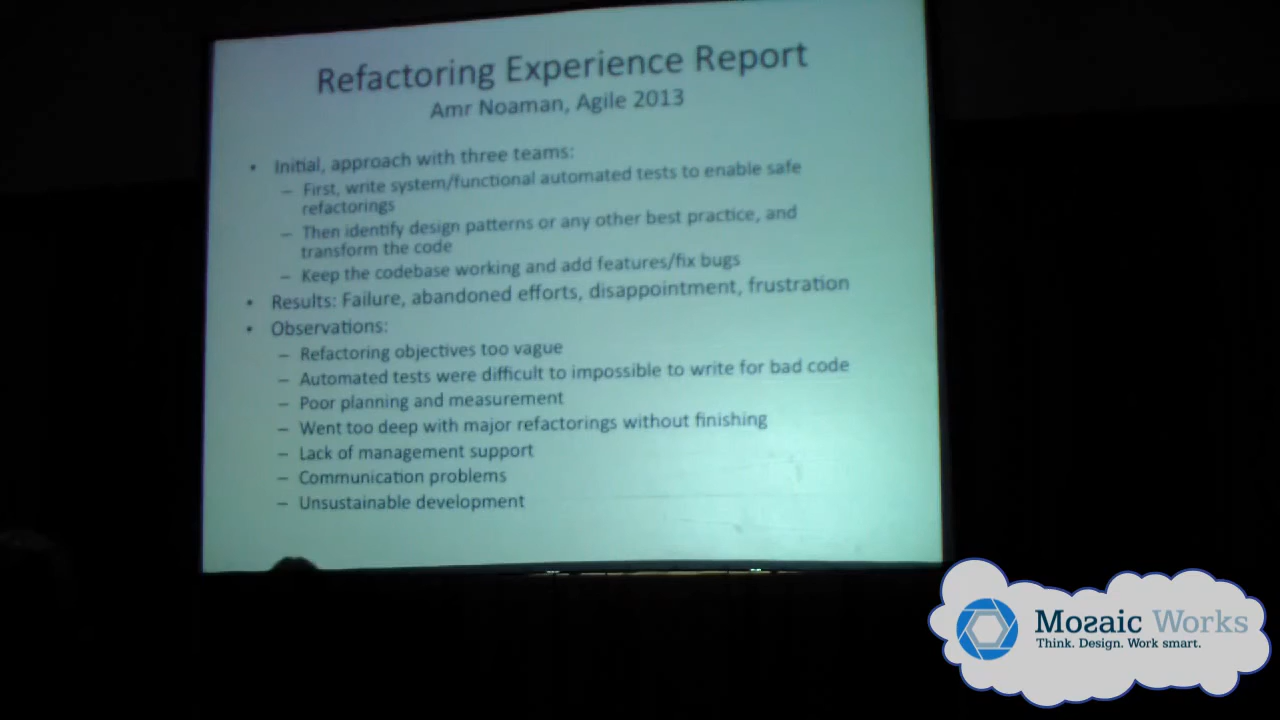 Refactoring Experience Report
Amr Noaman, Agile 2013
• Initial, approach with three teams:
– First, write system/functional automated tests to enable safe
refactorings
– Then identify design patterns or any other best practice, and
transform the code
– Keep the codebase working and add features/fix bugs
• Results: Failure, abandoned efforts, disappointment, frustration
• Observations:
– Refactoring objectives too vague
– Automated tests were difficult to impossible to write for bad code
– Poor planning and measurement
– Went too deep with major refactorings without finishing
– Lack of management support
– Communication problems
– Unsustainable development
Mosaic Works
Think. Design. Work smart.